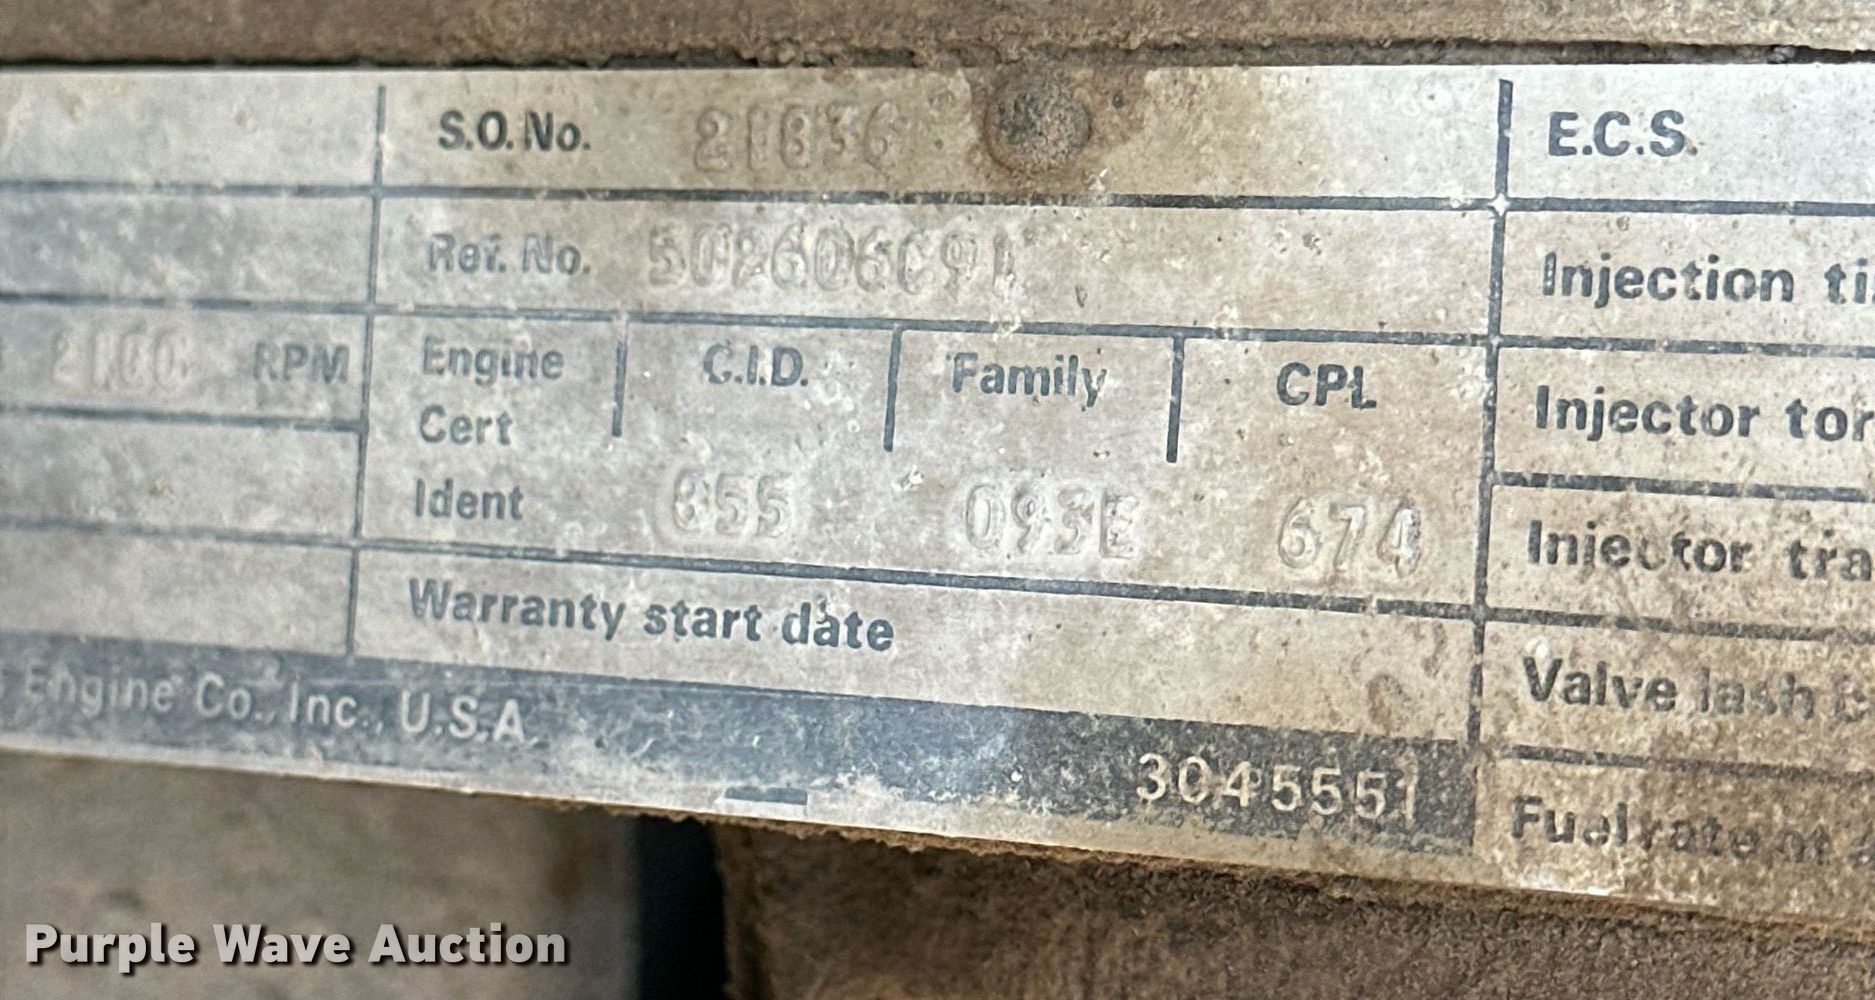 S.O. No. 21836
E.C.S.
Ref. No. 502606C91
Injection ti
2100 RPM
Engine Cert Ident
C.I.D. 855
Family 093E
CPL 674
Injector tor
Injector tra
Warranty start date
Valve lash
Engine Co., Inc., U.S.A.
3045551
Fuel rate at
Purple Wave Auction